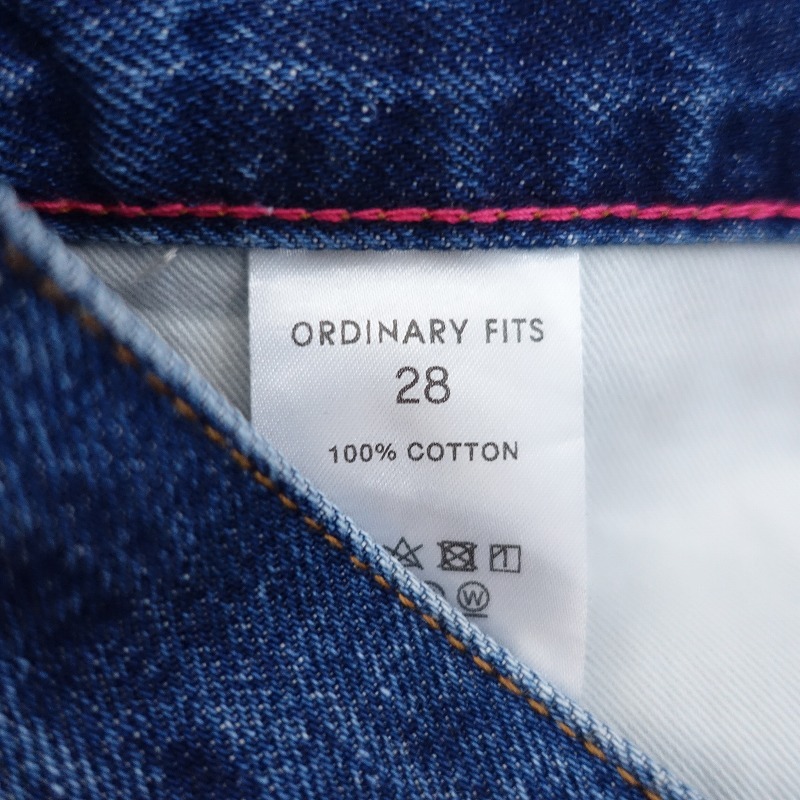 ORDINARY FITS
28
100% COTTON
W